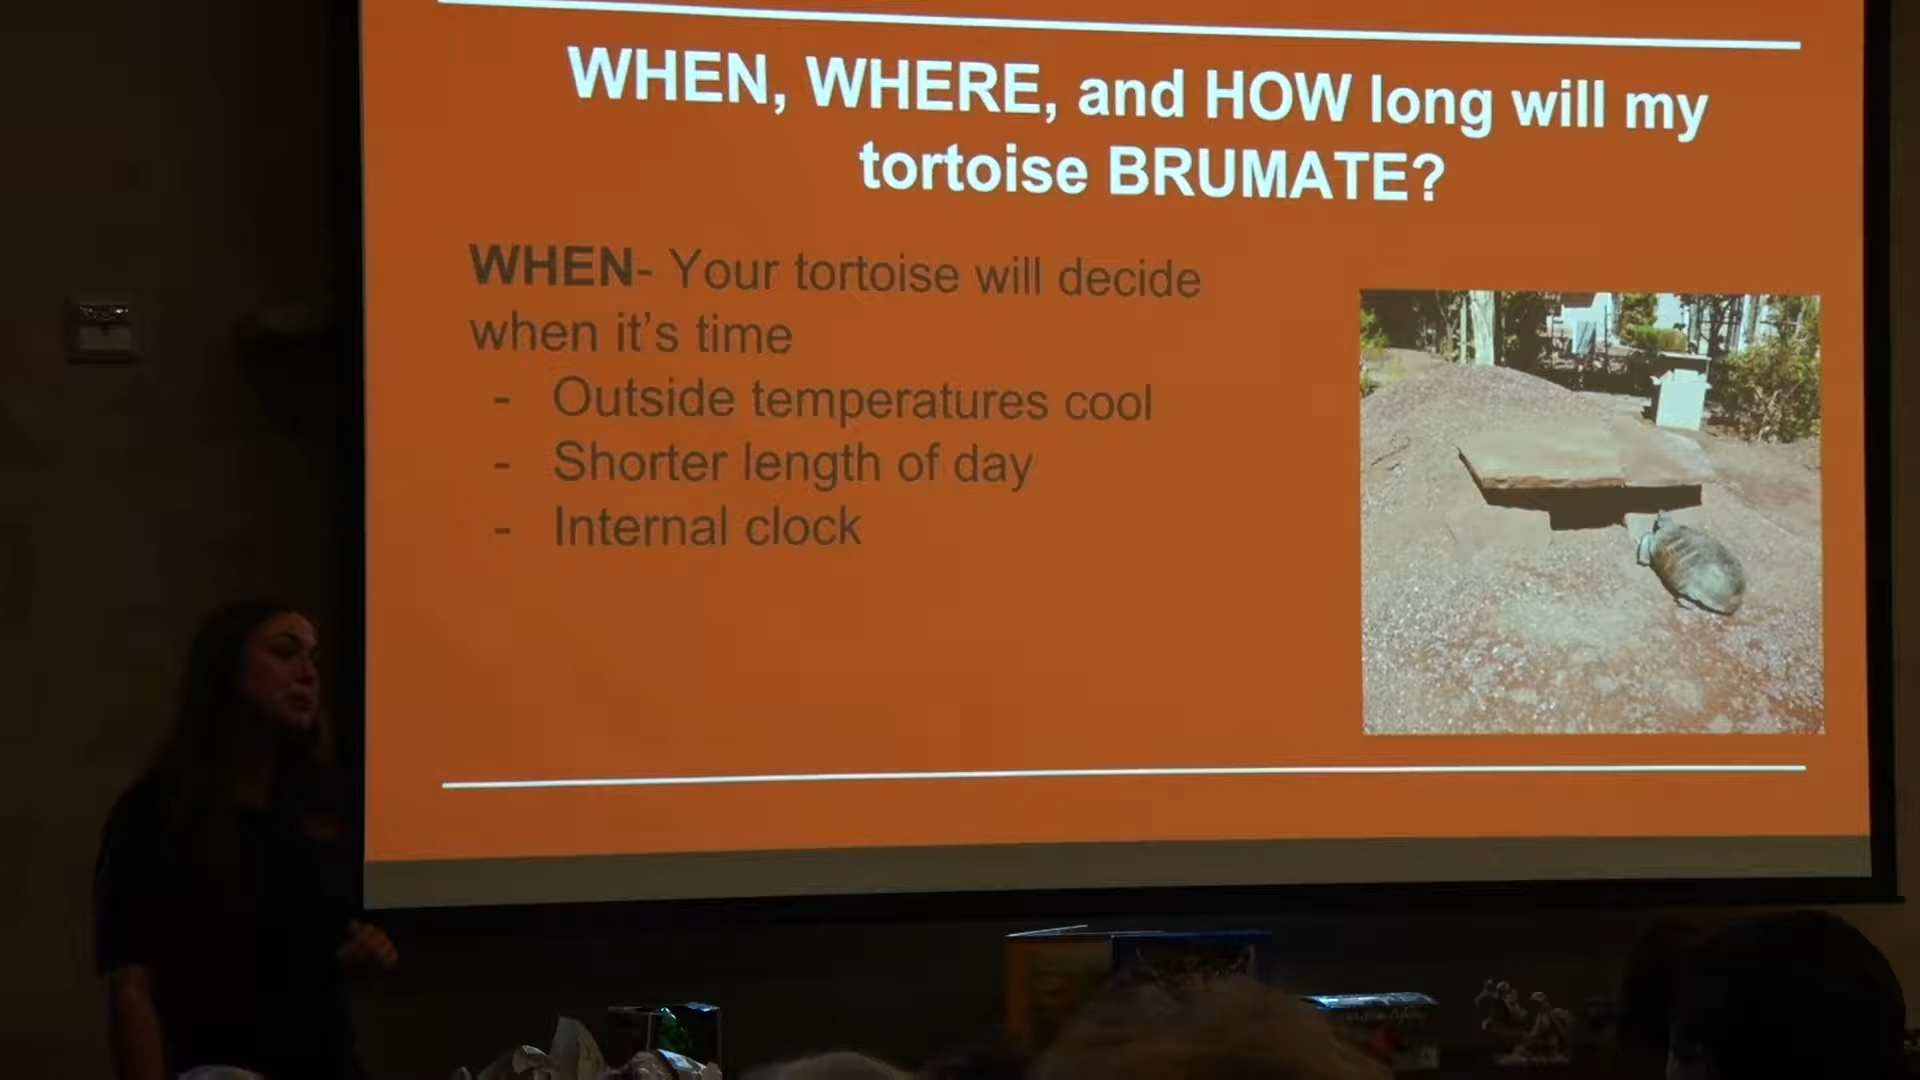 WHEN, WHERE, and HOW long will my
tortoise BRUMATE?
WHEN- Your tortoise will decide
when it's time
- Outside temperatures cool
- Shorter length of day
- Internal clock